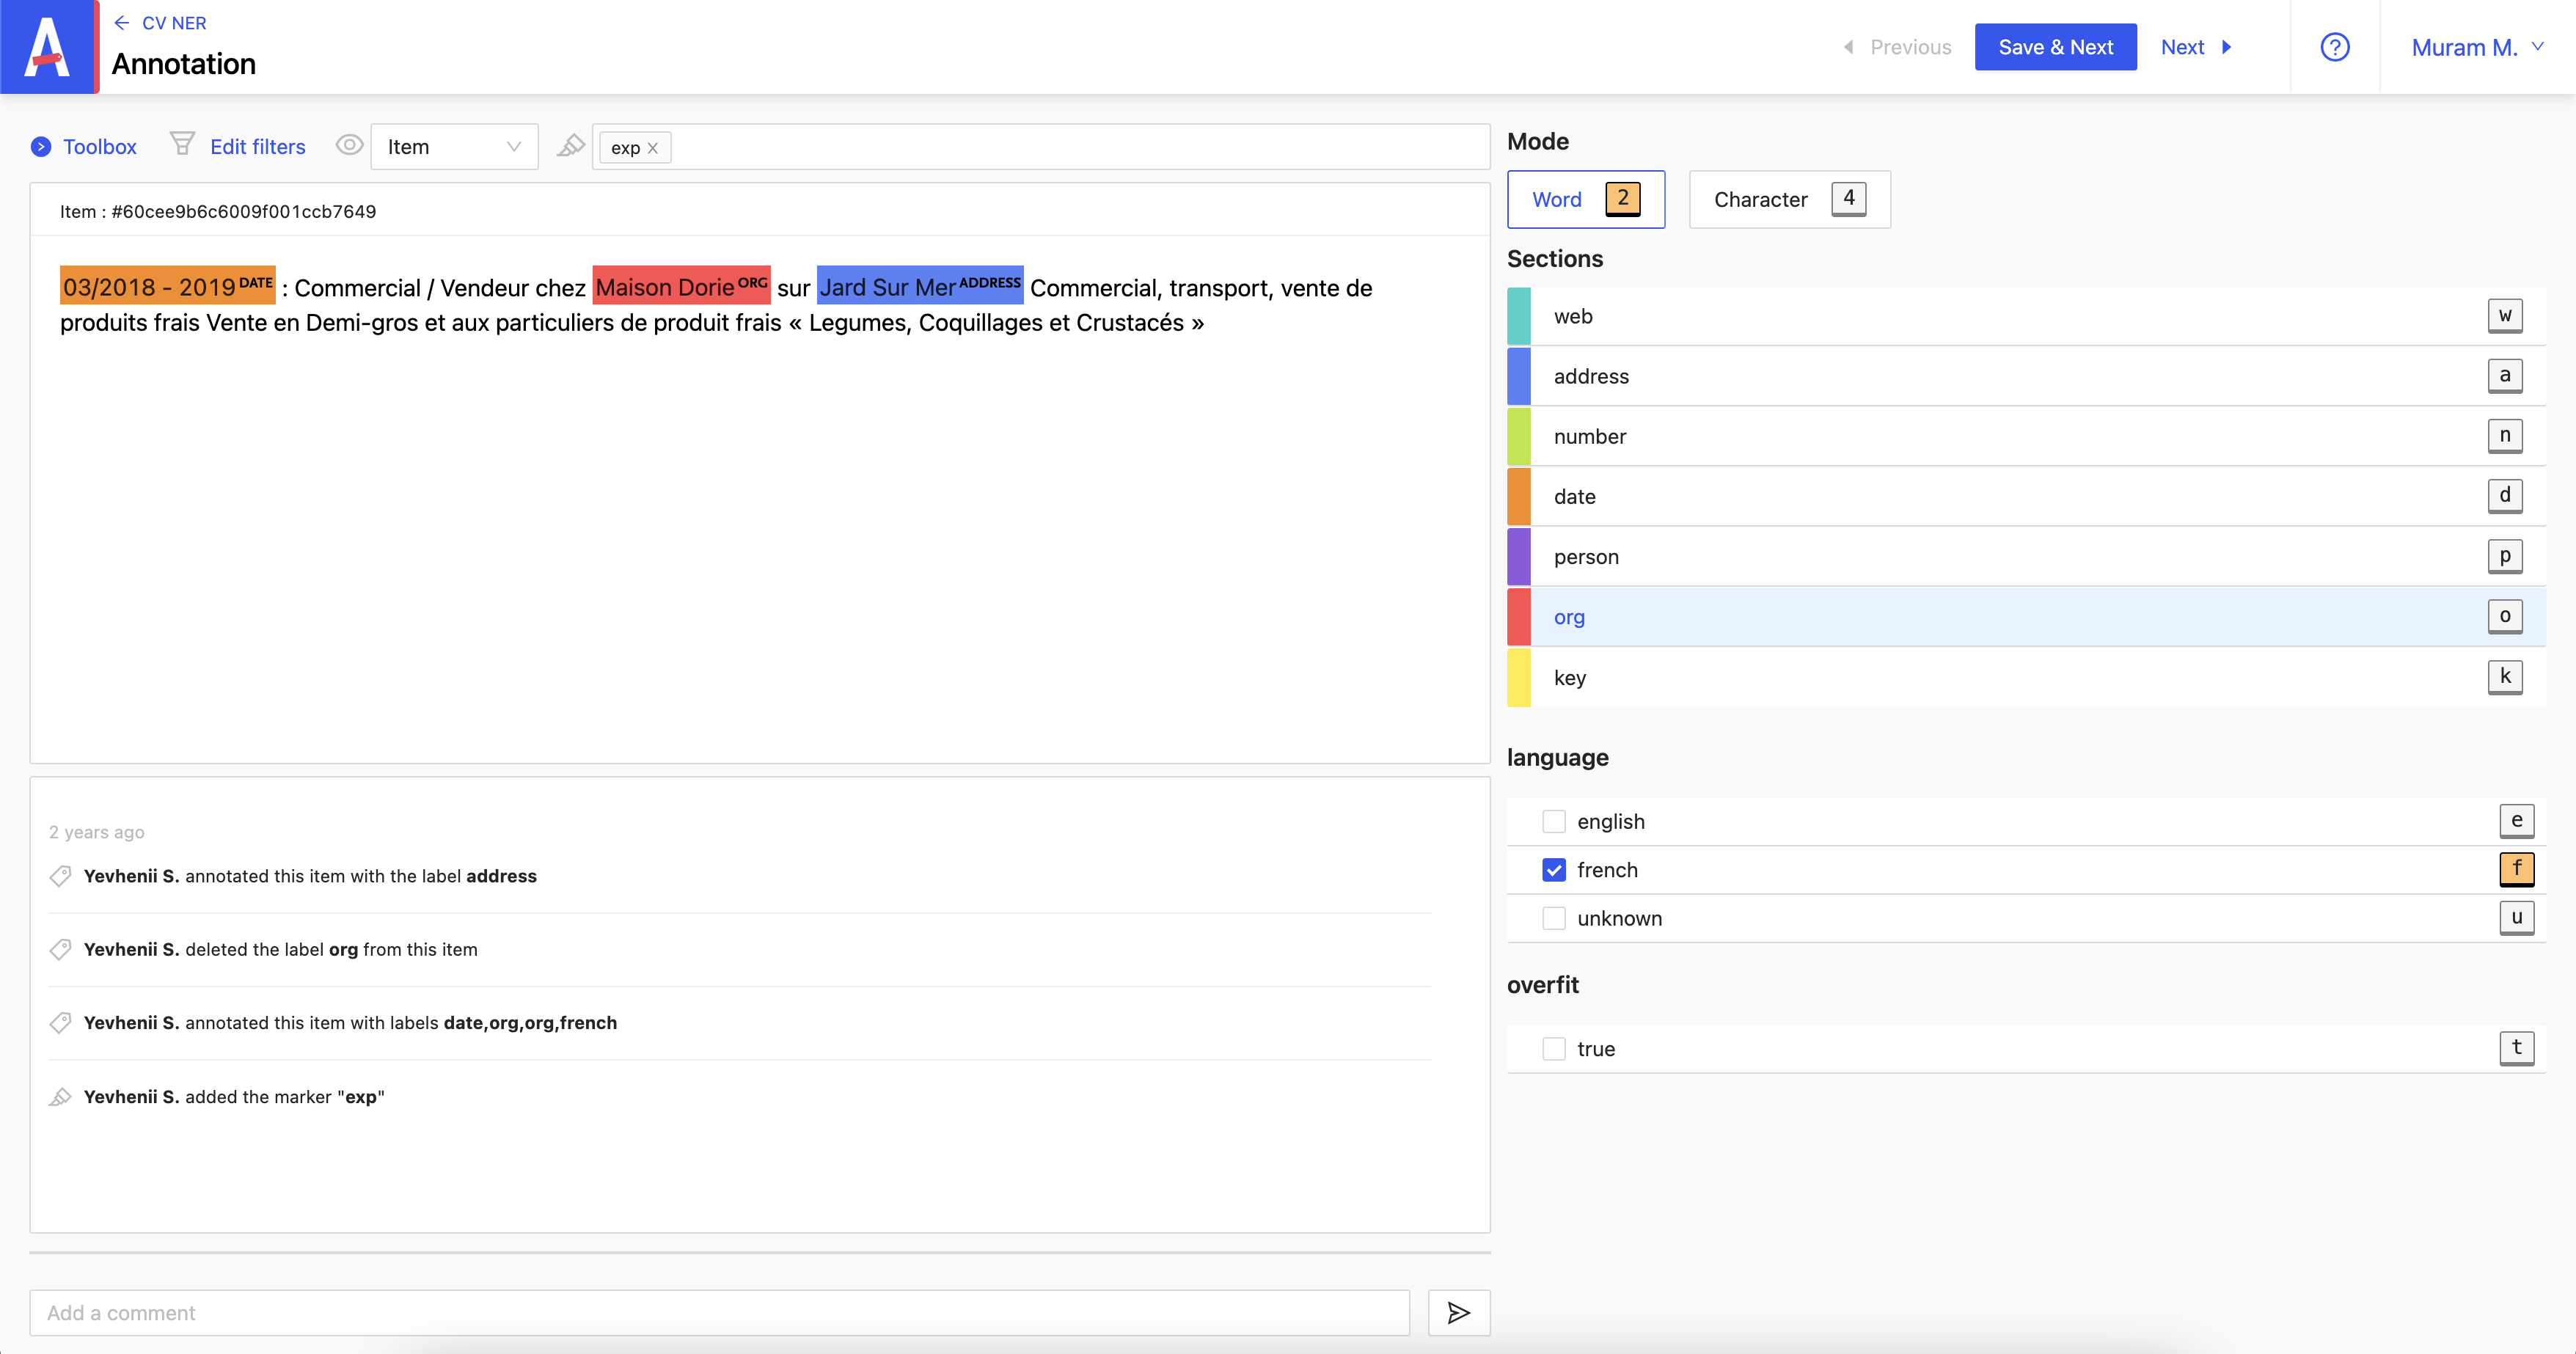 ← CV NER
Annotation
Previous
Save & Next
Next
?
Muram M.
Toolbox
Edit filters
Item
exp ×
Item : #60cee9b6c6009f001ccb7649
03/2018 - 2019 DATE : Commercial / Vendeur chez Maison Dorie ORG sur Jard Sur Mer ADDRESS Commercial, transport, vente de
produits frais Vente en Demi-gros et aux particuliers de produit frais « Legumes, Coquillages et Crustacés »
2 years ago
Yevhenii S. annotated this item with the label address
Yevhenii S. deleted the label org from this item
Yevhenii S. annotated this item with labels date,org,org,french
Yevhenii S. added the marker "exp"
Add a comment
Mode
Word 2
Character 4
Sections
web w
address a
number n
date d
person p
org o
key k
language
english e
french f
unknown u
overfit
true t